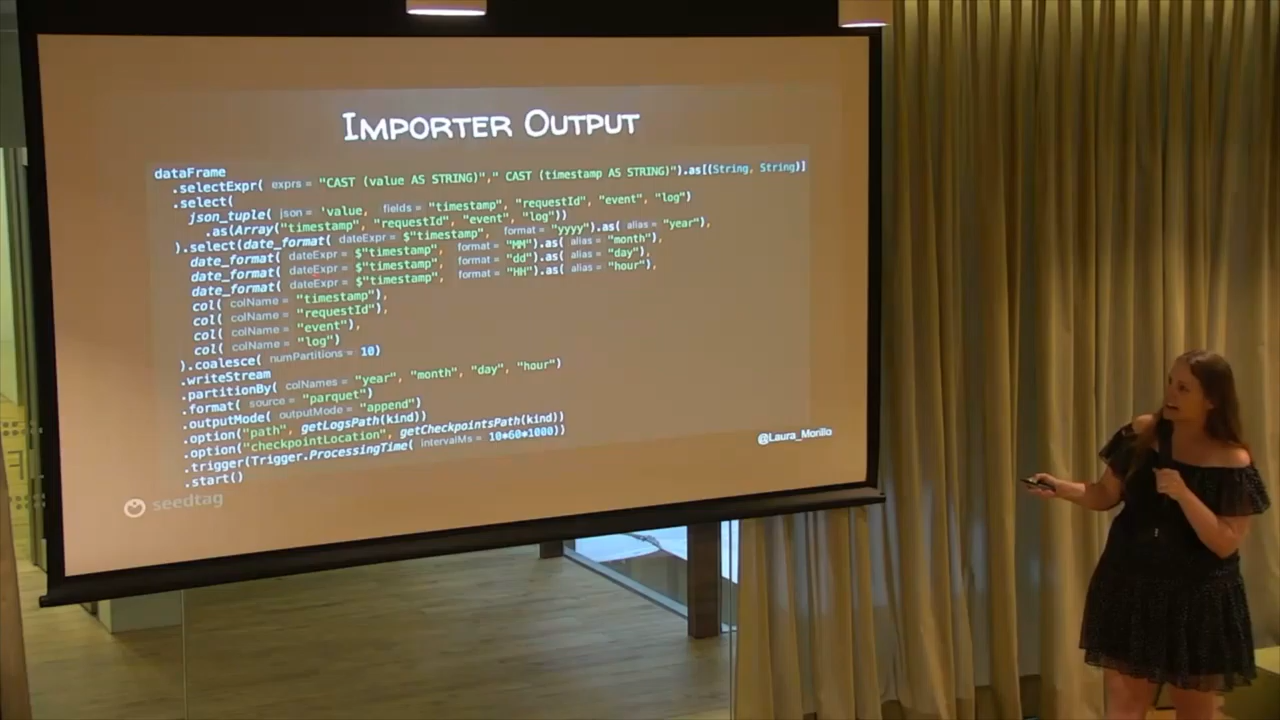 IMPORTER OUTPUT
dataFrame
.selectExpr( exprs = "CAST (value AS STRING)"," CAST (timestamp AS STRING)").as[(String, String)]
.select(
json_tuple( json = 'value, fields = "timestamp", "requestId", "event", "log")
.as(Array("timestamp", "requestId", "event", "log"))
).select(date_format( dateExpr = $"timestamp", format = "yyyy").as( alias = "year"),
date_format( dateExpr = $"timestamp", format = "MM").as( alias = "month"),
date_format( dateExpr = $"timestamp", format = "dd").as( alias = "day"),
date_format( dateExpr = $"timestamp", format = "HH").as( alias = "hour"),
col( colName = "timestamp"),
col( colName = "requestId"),
col( colName = "event"),
col( colName = "log")
).coalesce( numPartitions = 10)
.writeStream
.partitionBy( colNames = "year", "month", "day", "hour")
.format( source = "parquet")
.outputMode( outputMode = "append")
.option("path", getLogsPath(kind))
.option("checkpointLocation", getCheckpointsPath(kind))
.trigger(Trigger.ProcessingTime( intervalMs = 10*60*1000))
.start()
@Laura_Morillo
seedtag